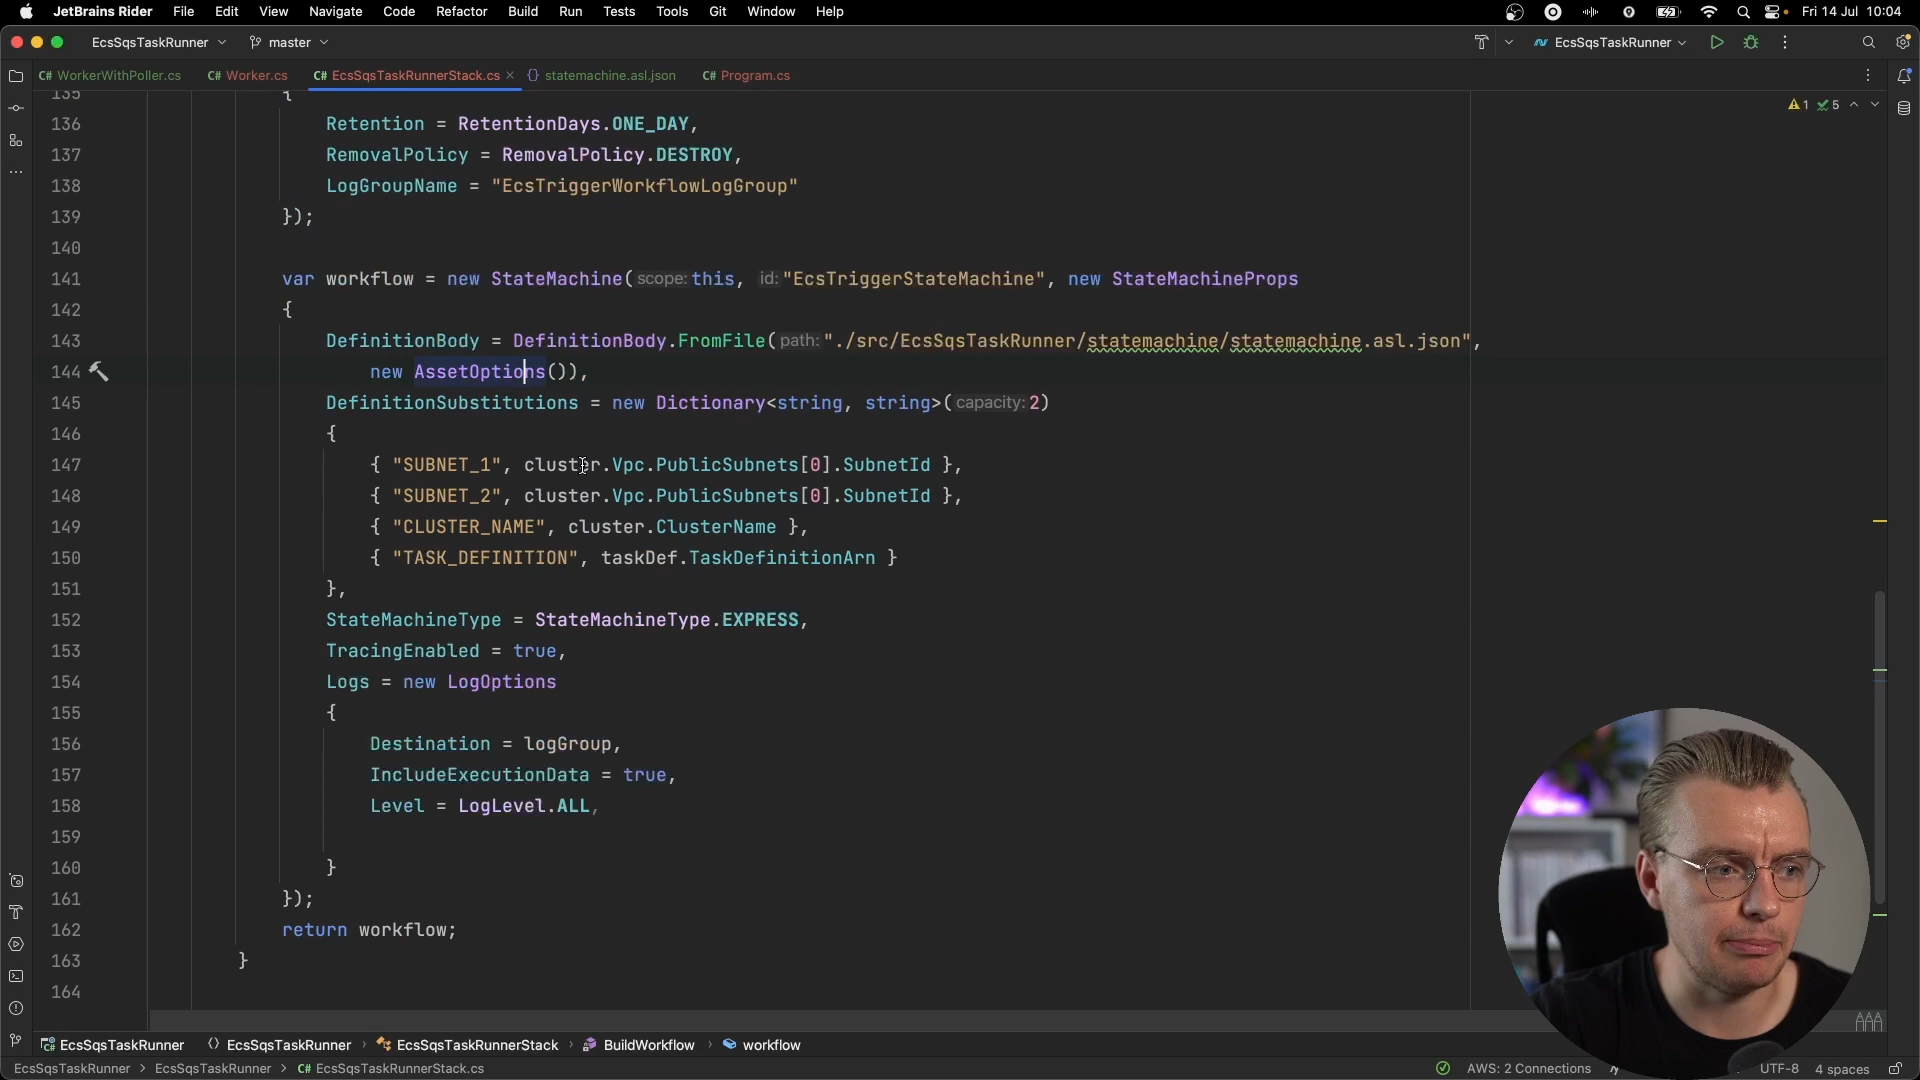 JetBrains Rider File Edit View Navigate Code Refactor Build Run Tests Tools Git Window Help Fri 14 Jul 10:04
EcsSqsTaskRunner master EcsSqsTaskRunner
C# WorkerWithPoller.cs C# Worker.cs C# EcsSqsTaskRunnerStack.cs {} statemachine.asl.json C# Program.cs
135 {
1 5
136 Retention = RetentionDays.ONE_DAY,
137 RemovalPolicy = RemovalPolicy.DESTROY,
138 LogGroupName = "EcsTriggerWorkflowLogGroup"
139 });
140
141 var workflow = new StateMachine(scope: this, id: "EcsTriggerStateMachine", new StateMachineProps
142 {
143 DefinitionBody = DefinitionBody.FromFile(path: "./src/EcsSqsTaskRunner/statemachine/statemachine.asl.json",
144 new AssetOptions()),
145 DefinitionSubstitutions = new Dictionary<string, string>(capacity: 2)
146 {
147 { "SUBNET_1", cluster.Vpc.PublicSubnets[0].SubnetId },
148 { "SUBNET_2", cluster.Vpc.PublicSubnets[0].SubnetId },
149 { "CLUSTER_NAME", cluster.ClusterName },
150 { "TASK_DEFINITION", taskDef.TaskDefinitionArn }
151 },
152 StateMachineType = StateMachineType.EXPRESS,
153 TracingEnabled = true,
154 Logs = new LogOptions
155 {
156 Destination = logGroup,
157 IncludeExecutionData = true,
158 Level = LogLevel.ALL,
159
160 }
161 });
162 return workflow;
163 }
164
EcsSqsTaskRunner EcsSqsTaskRunner EcsSqsTaskRunnerStack BuildWorkflow workflow
EcsSqsTaskRunner > EcsSqsTaskRunner > C# EcsSqsTaskRunnerStack.cs AWS: 2 Connections UTF-8 4 spaces